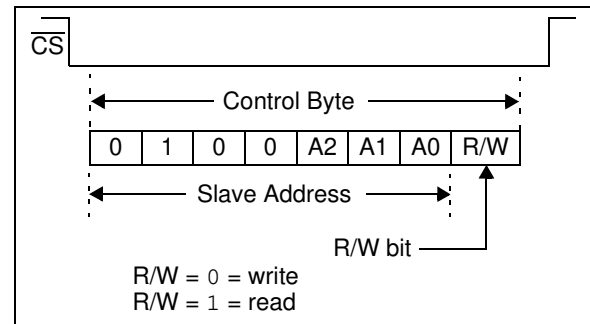 CS
Control Byte
0 1 0 0 A2 A1 A0 R/W
Slave Address
R/W bit
R/W = 0 = write
R/W = 1 = read